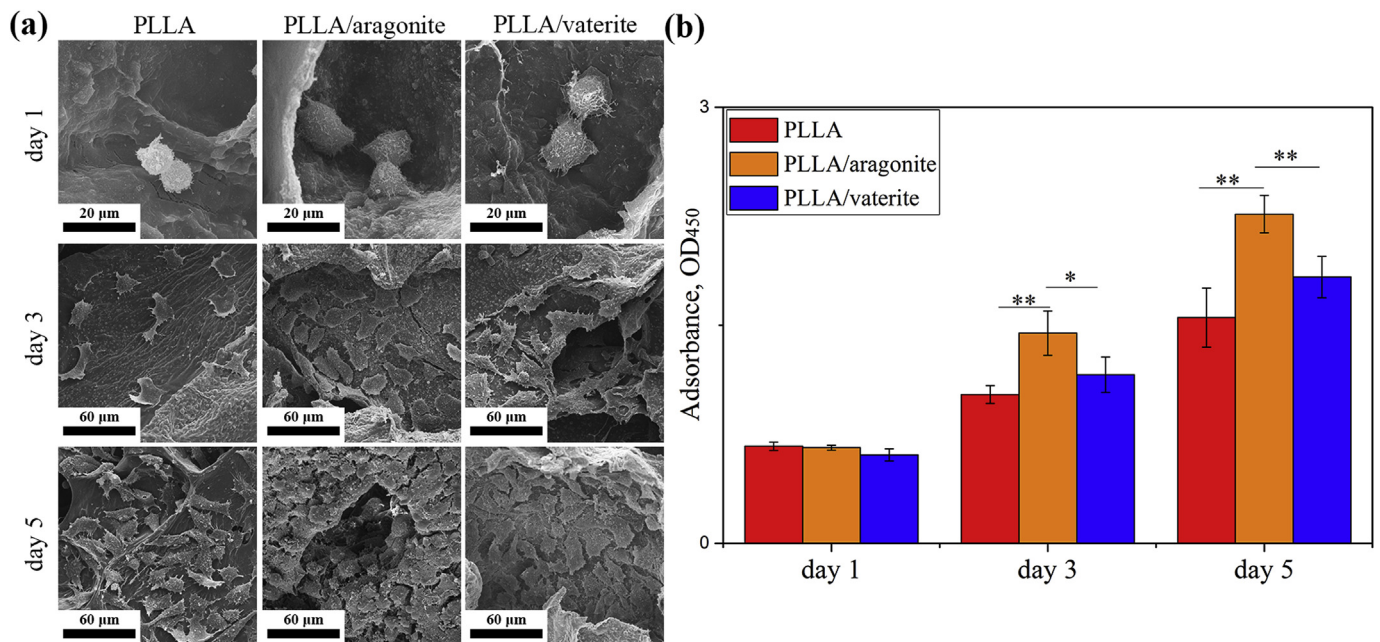 (a)
PLLA
PLLA/aragonite
PLLA/vaterite
day 1
20 μm
20 μm
20 μm
day 3
60 μm
60 μm
60 μm
day 5
60 μm
60 μm
60 μm
(b)
3
PLLA
PLLA/aragonite
PLLA/vaterite
**
**
**
*
Adsorbance, OD450
0
day 1
day 3
day 5